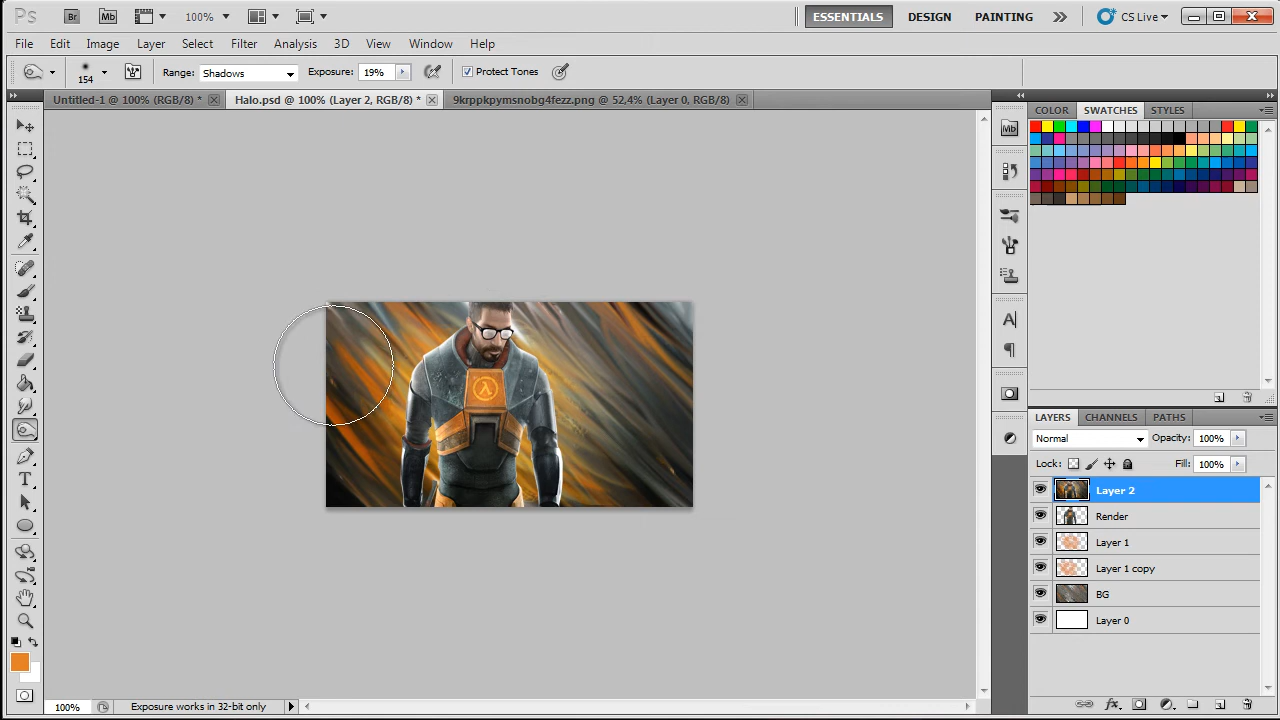 Ps Br Mb 100% ESSENTIALS DESIGN PAINTING CS Live
File Edit Image Layer Select Filter Analysis 3D View Window Help
154 Range: Shadows Exposure: 19% Protect Tones
Untitled-1 @ 100% (RGB/8) * Halo.psd @ 100% (Layer 2, RGB/8) * 9krppkpymsnobg4fezz.png @ 52,4% (Layer 0, RGB/8)
COLOR SWATCHES STYLES
Mb
LAYERS CHANNELS PATHS
Normal Opacity: 100%
Lock: Fill: 100%
Layer 2
Render
Layer 1
Layer 1 copy
BG
Layer 0
100% Exposure works in 32-bit only